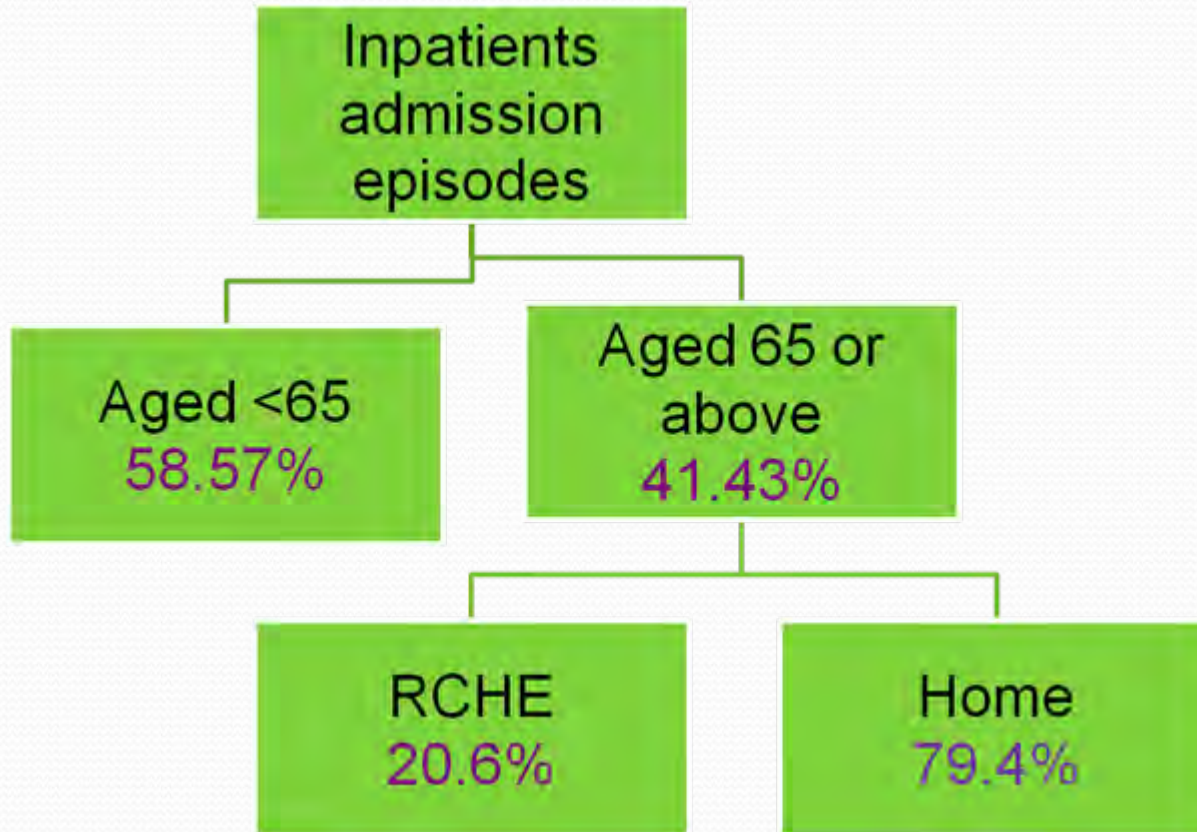 Inpatients
admission
episodes
Aged <65
58.57%
Aged 65 or
above
41.43%
RCHE
20.6%
Home
79.4%